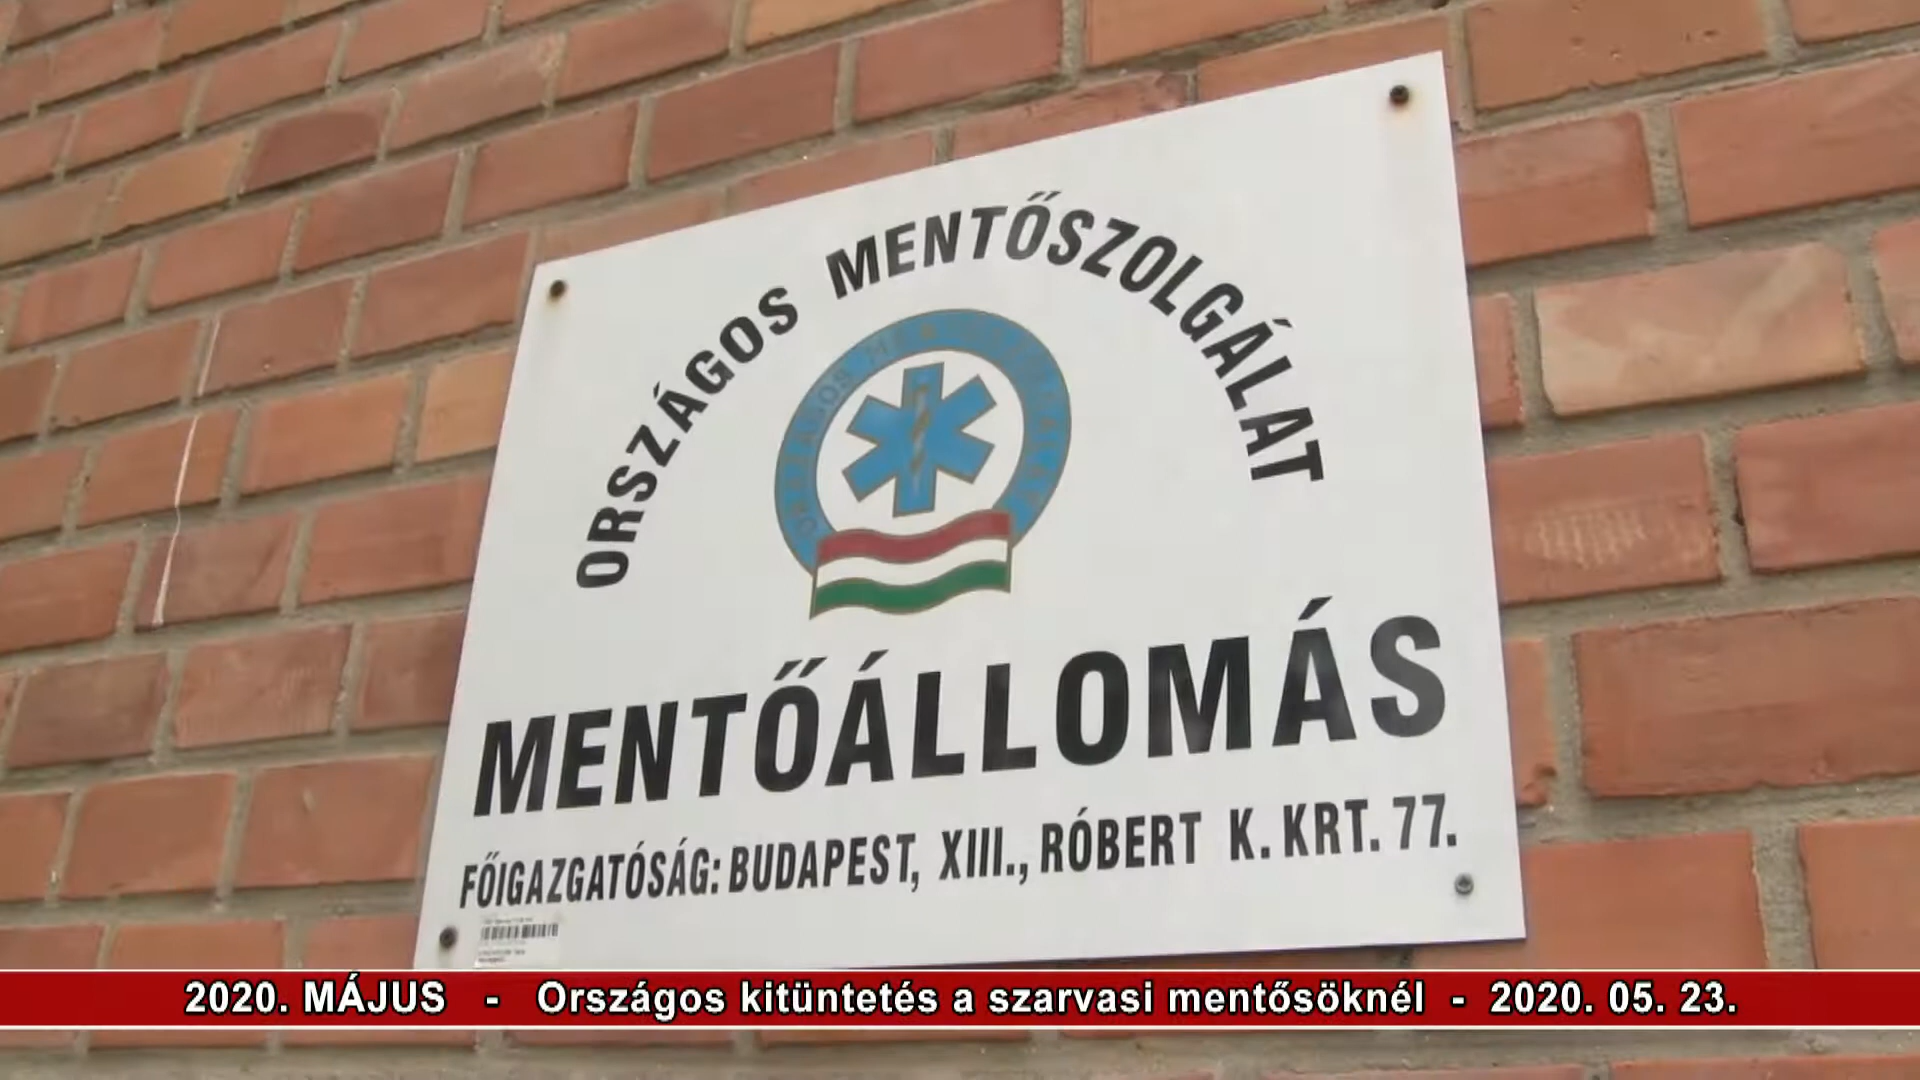 ORSZÁGOS MENTŐSZOLGÁLAT
MENTŐÁLLOMÁS
FŐIGAZGATÓSÁG: BUDAPEST, XIII., RÓBERT K. KRT. 77.
2020. MÁJUS - Országos kitüntetés a szarvasi mentősöknél - 2020. 05. 23.